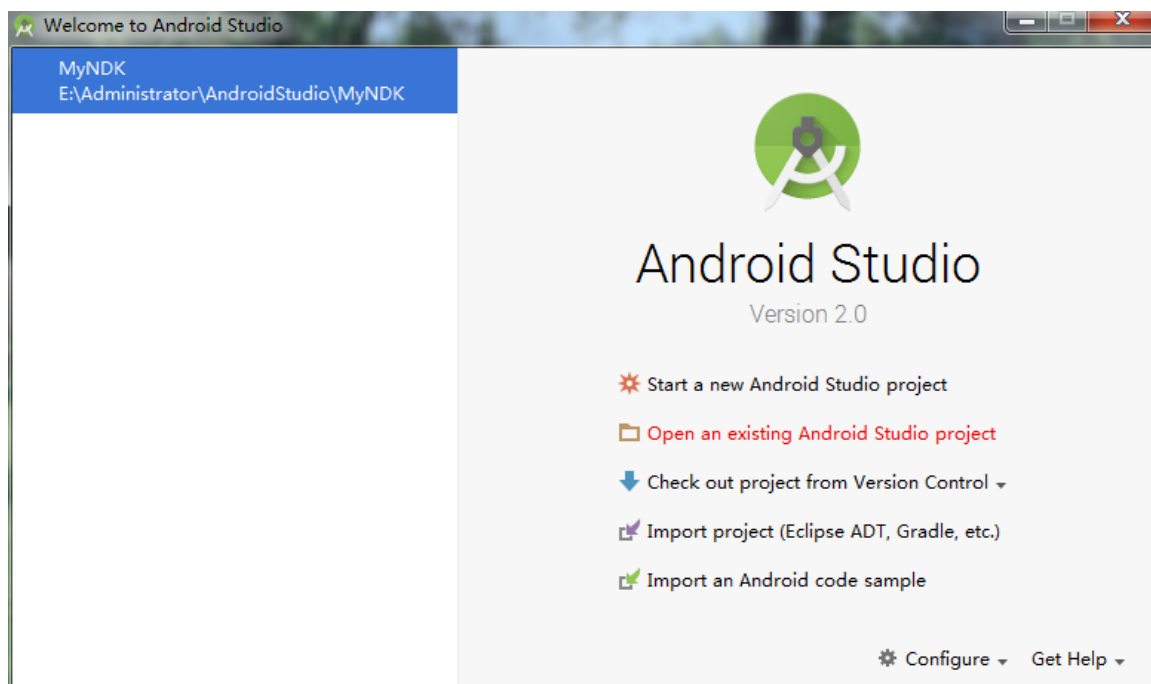 Welcome to Android Studio
MyNDK
E:\Administrator\AndroidStudio\MyNDK
Android Studio
Version 2.0
Start a new Android Studio project
Open an existing Android Studio project
Check out project from Version Control
Import project (Eclipse ADT, Gradle, etc.)
Import an Android code sample
Configure Get Help